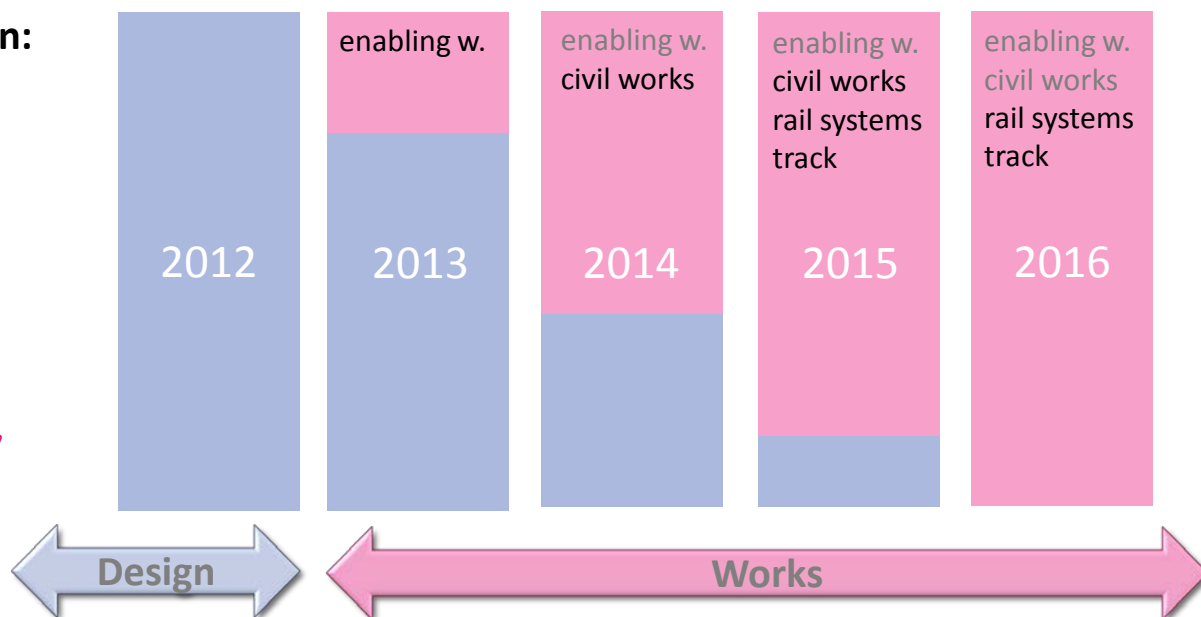 n:
enabling w.
enabling w.
civil works
enabling w.
civil works
rail systems
track
enabling w.
civil works
rail systems
track
2012
2013
2014
2015
2016
Design
Works